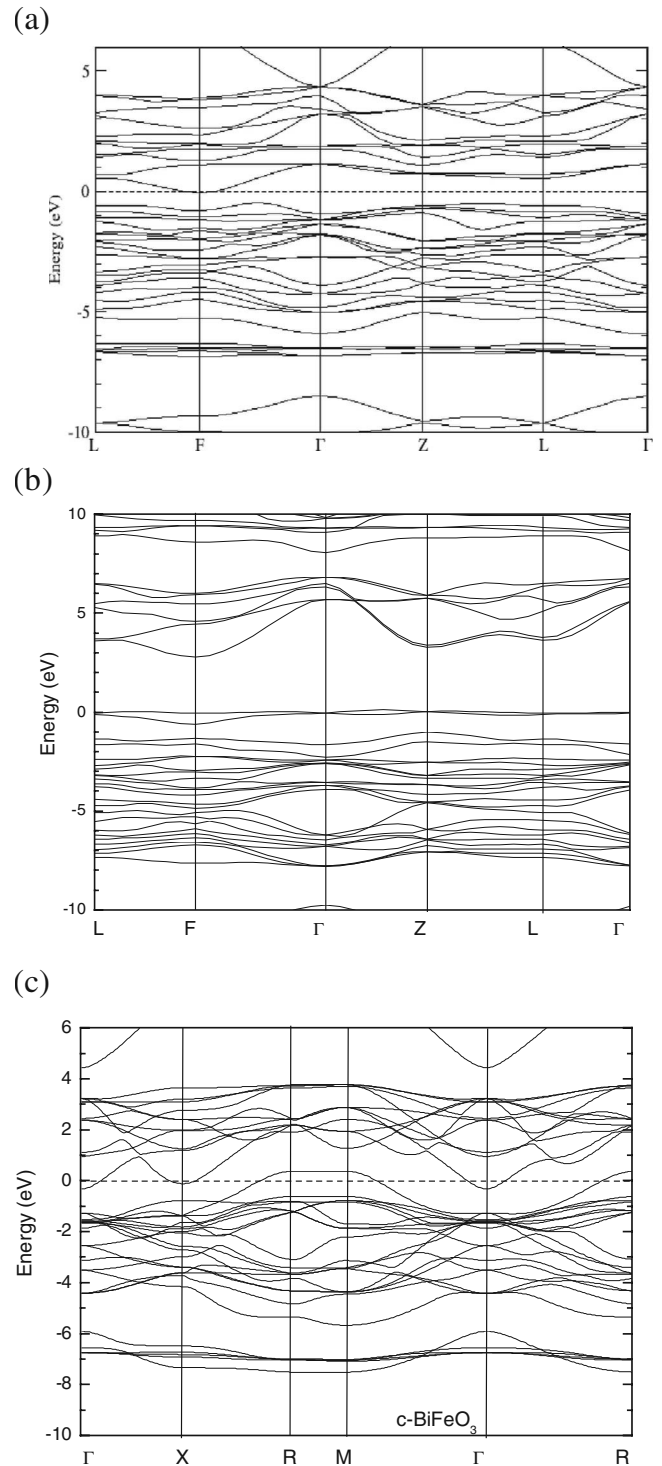 (a)
5
0
-5
-10
Energy (eV)
L F Γ Z L Γ
(b)
10
5
0
-5
-10
Energy (eV)
L F Γ Z L Γ
(c)
6
4
2
0
-2
-4
-6
-8
-10
Energy (eV)
c-BiFeO₃
Γ X R M Γ R